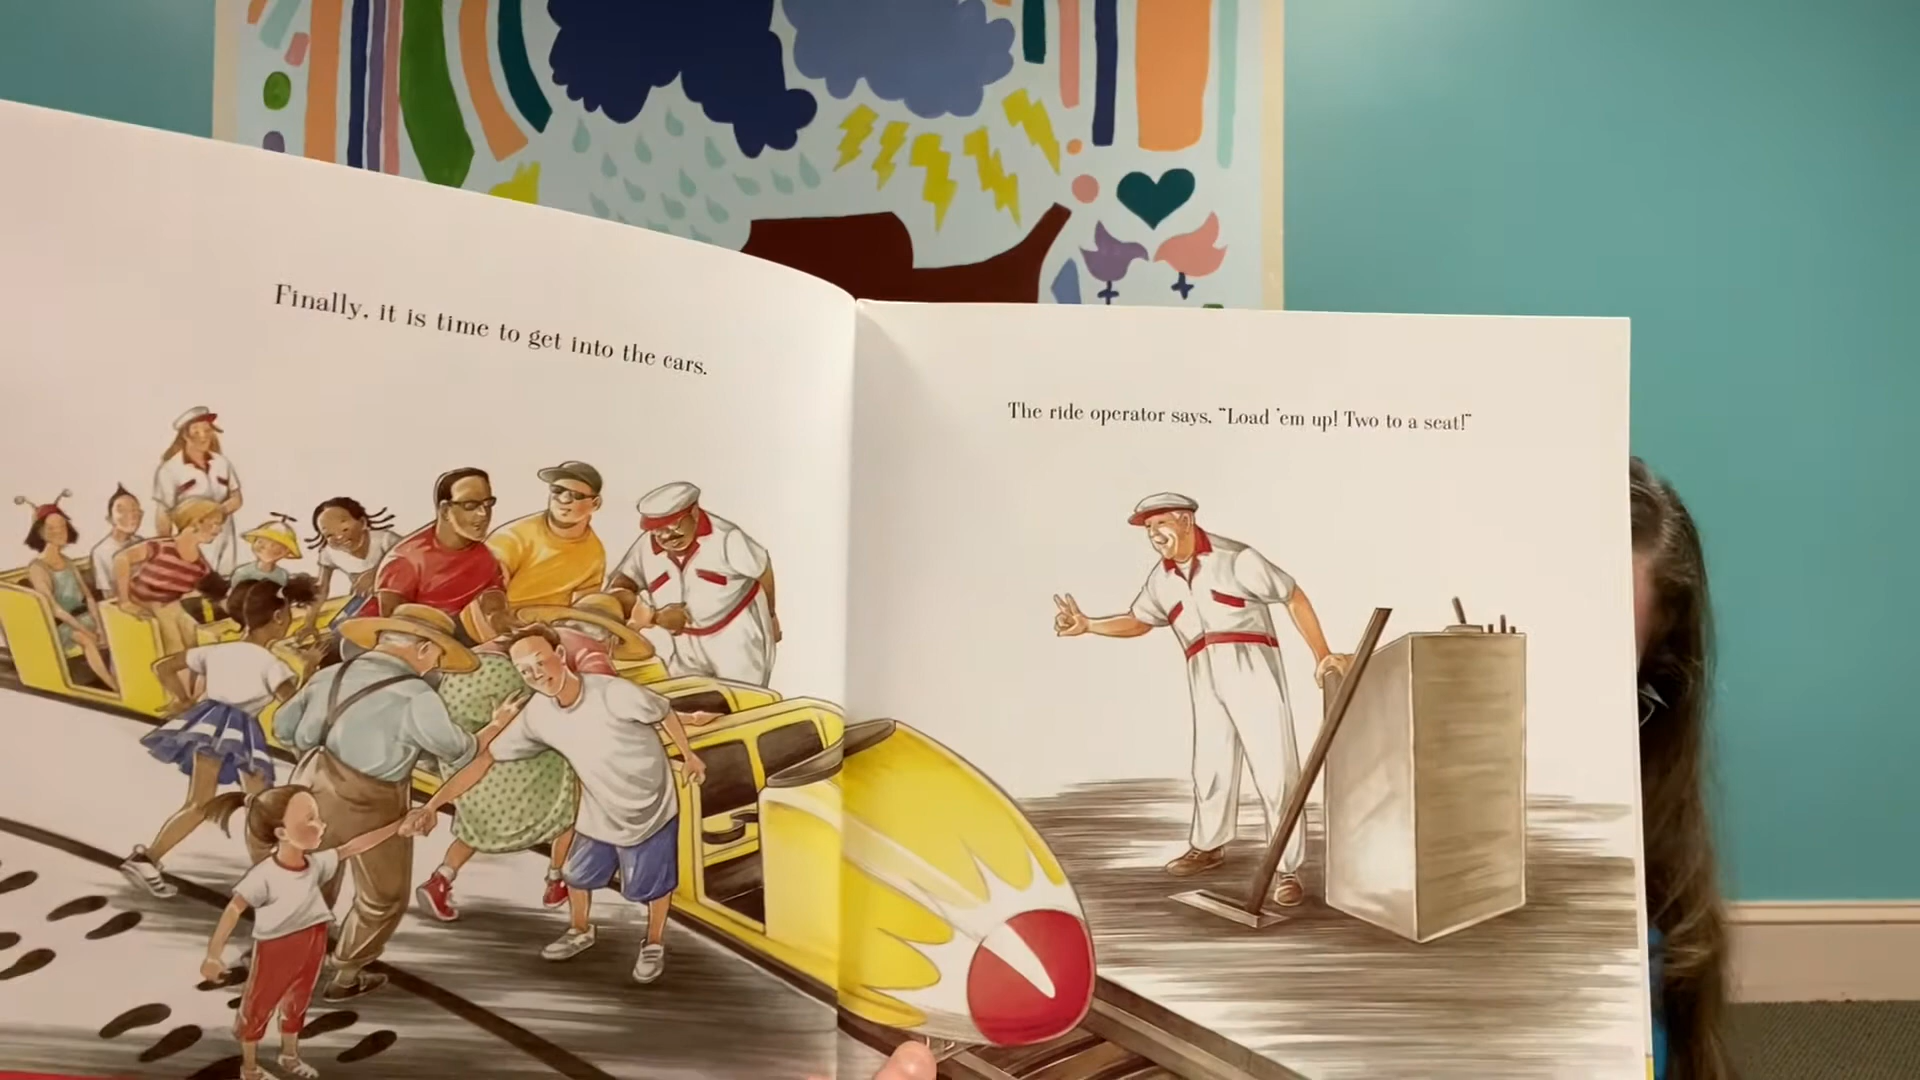 Finally, it is time to get into the cars.
The ride operator says, "Load 'em up! Two to a seat!"